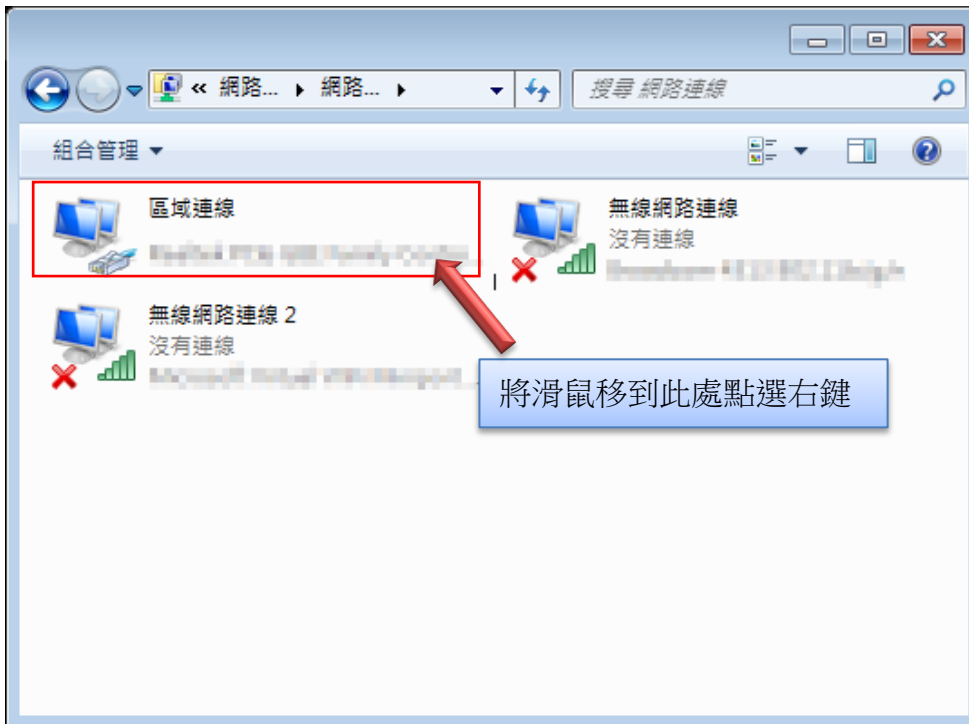 « 網路... ▸ 網路... ▸
搜尋 網路連線
組合管理
區域連線
無線網路連線
沒有連線
無線網路連線 2
沒有連線
將滑鼠移到此處點選右鍵